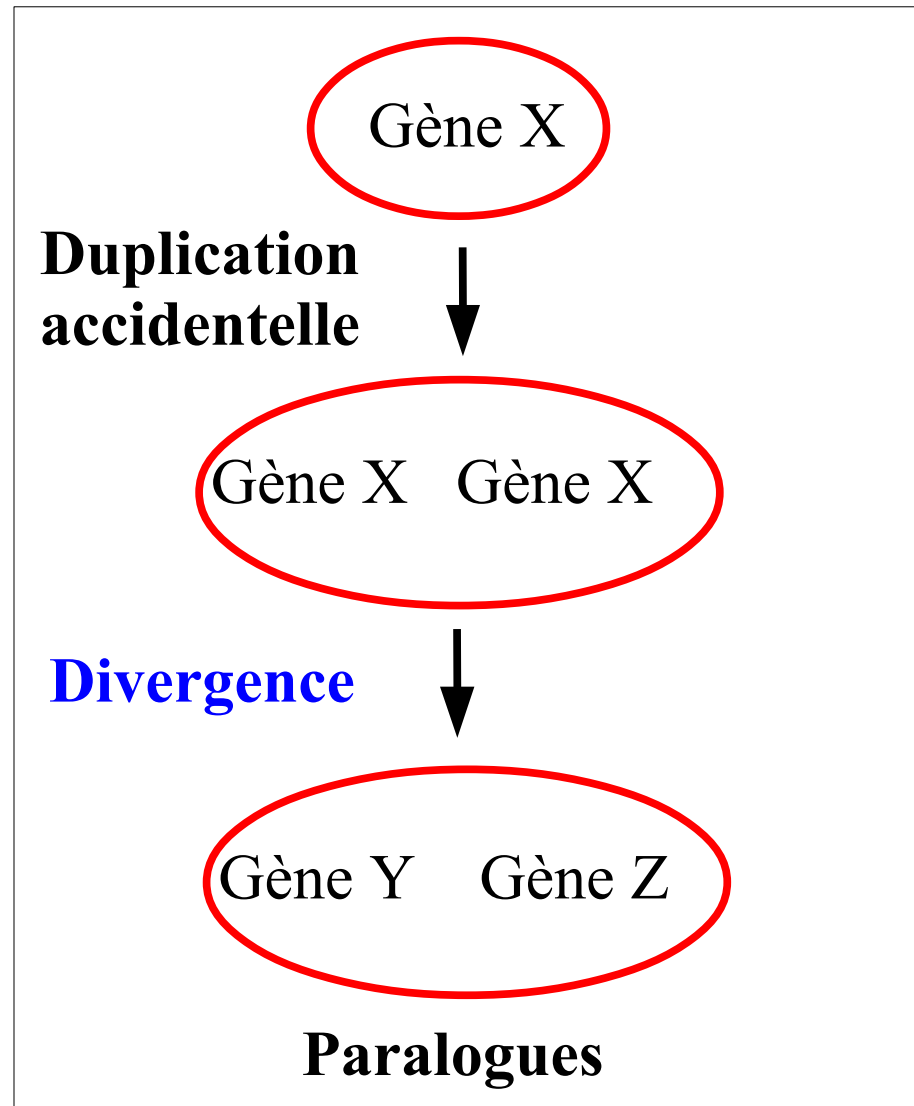 Gène X
Duplication
accidentelle
Gène X Gène X
Divergence
Gène Y Gène Z
Paralogues